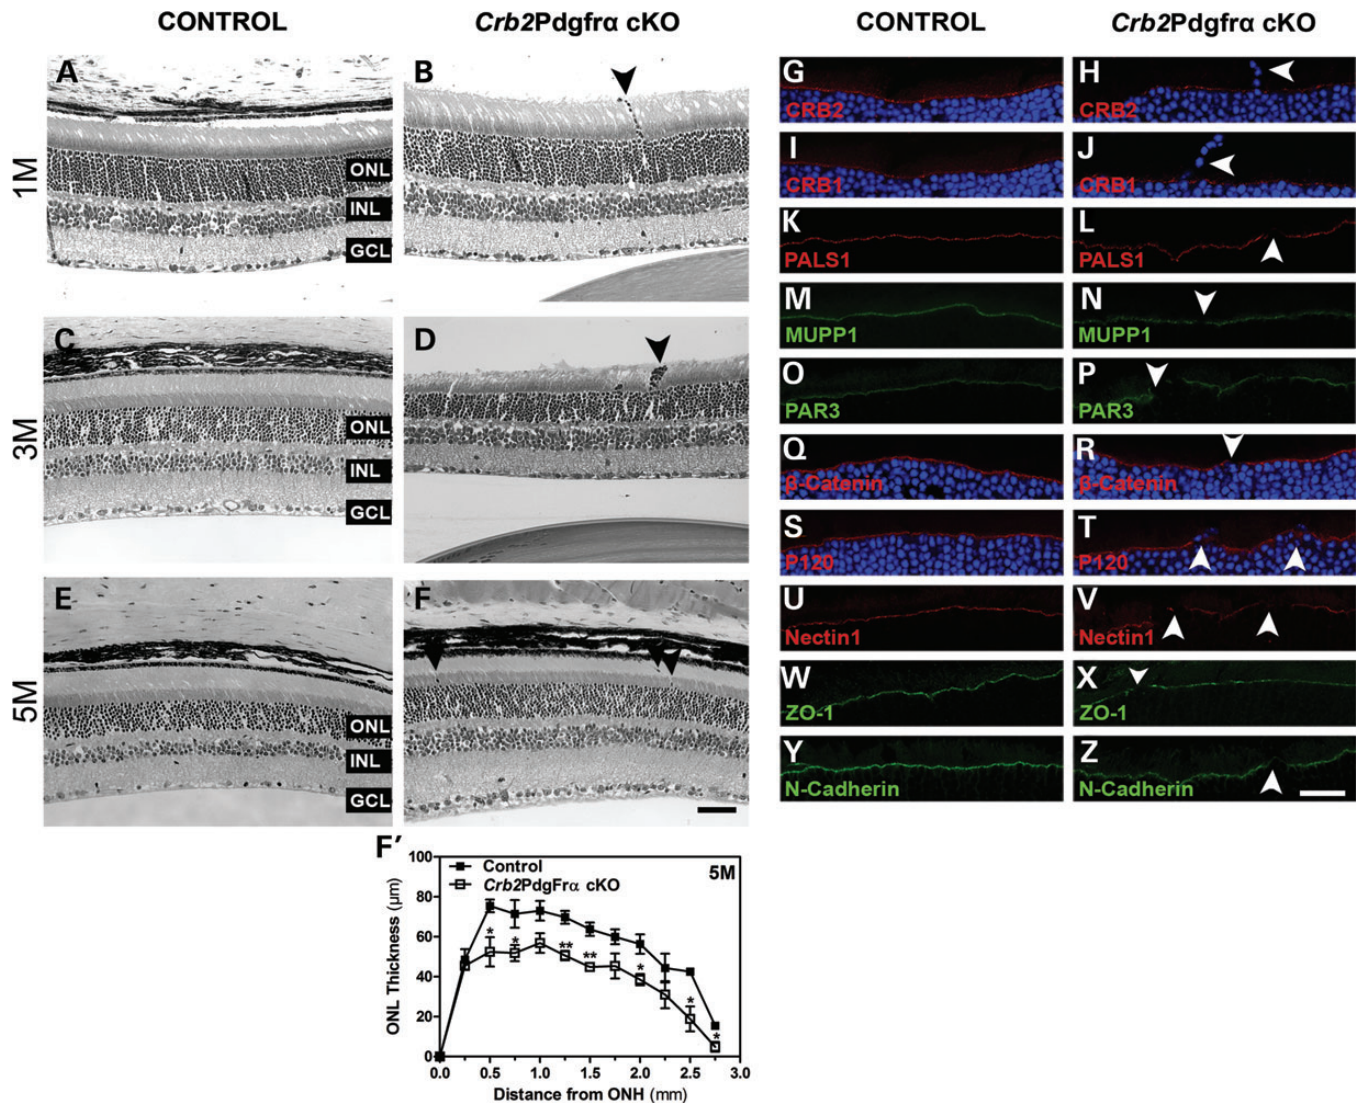 CONTROL
Crb2Pdgfrα cKO
CONTROL
Crb2Pdgfrα cKO
1M
A
ONL
INL
GCL
B
3M
C
ONL
INL
GCL
D
5M
E
ONL
INL
GCL
F
G
CRB2
H
CRB2
I
CRB1
J
CRB1
K
PALS1
L
PALS1
M
MUPP1
N
MUPP1
O
PAR3
P
PAR3
Q
β-Catenin
R
β-Catenin
S
P120
T
P120
U
Nectin1
V
Nectin1
W
ZO-1
X
ZO-1
Y
N-Cadherin
Z
N-Cadherin
F′
5M
Control
Crb2PdgFrα cKO
ONL Thickness (µm)
100
80
60
40
20
0
* * ** ** * * *
0.0 0.5 1.0 1.5 2.0 2.5 3.0
Distance from ONH (mm)